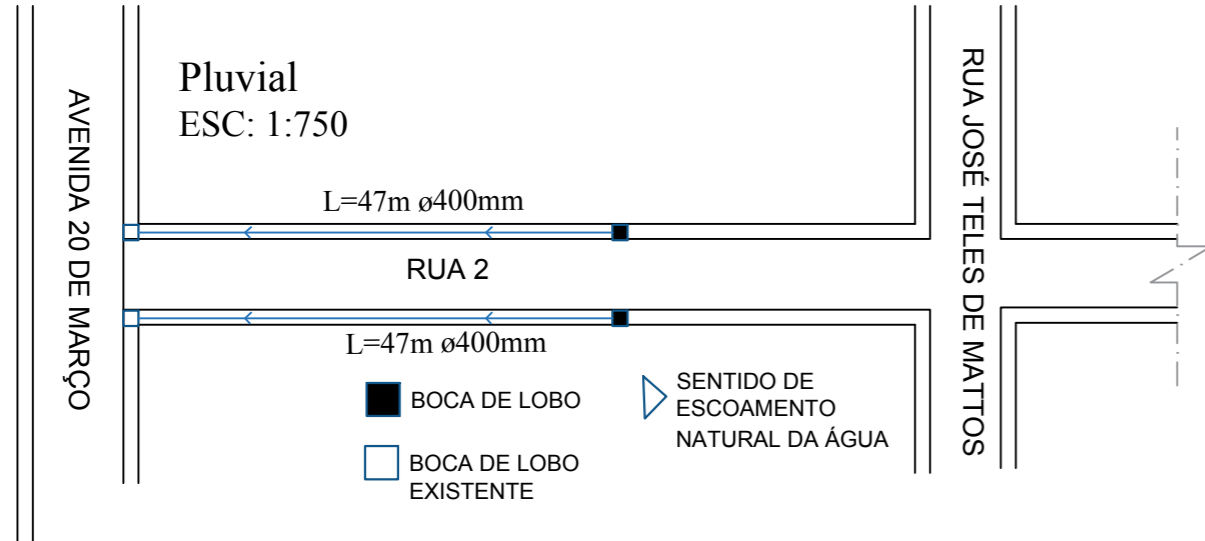 Pluvial
ESC: 1:750
AVENIDA 20 DE MARÇO
RUA JOSÉ TELES DE MATTOS
L=47m ø400mm
RUA 2
L=47m ø400mm
BOCA DE LOBO
BOCA DE LOBO
EXISTENTE
SENTIDO DE
ESCOAMENTO
NATURAL DA ÁGUA